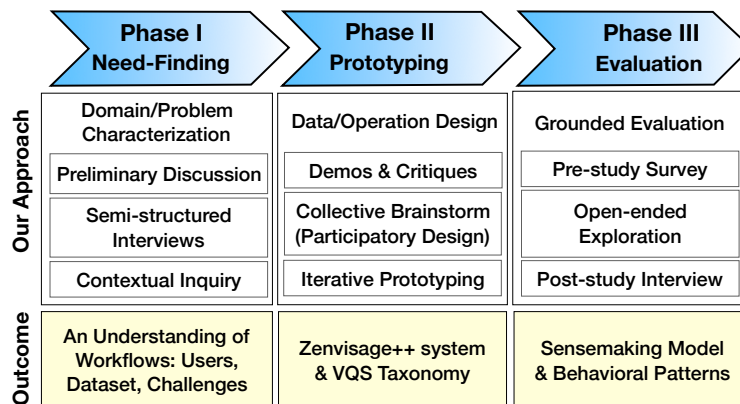 Phase I
Need-Finding
Phase II
Prototyping
Phase III
Evaluation
Our Approach
Domain/Problem
Characterization
Preliminary Discussion
Semi-structured
Interviews
Contextual Inquiry
Data/Operation Design
Demos & Critiques
Collective Brainstorm
(Participatory Design)
Iterative Prototyping
Grounded Evaluation
Pre-study Survey
Open-ended
Exploration
Post-study Interview
Outcome
An Understanding of
Workflows: Users,
Dataset, Challenges
Zenvisage++ system
& VQS Taxonomy
Sensemaking Model
& Behavioral Patterns